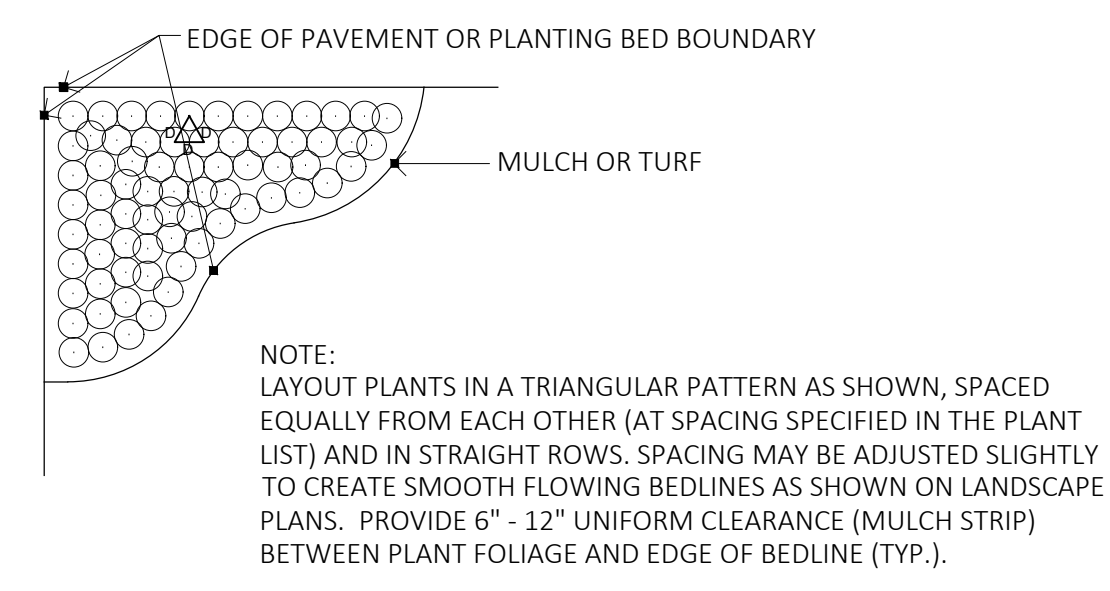 EDGE OF PAVEMENT OR PLANTING BED BOUNDARY
D D
D
MULCH OR TURF
NOTE:
LAYOUT PLANTS IN A TRIANGULAR PATTERN AS SHOWN, SPACED
EQUALLY FROM EACH OTHER (AT SPACING SPECIFIED IN THE PLANT
LIST) AND IN STRAIGHT ROWS. SPACING MAY BE ADJUSTED SLIGHTLY
TO CREATE SMOOTH FLOWING BEDLINES AS SHOWN ON LANDSCAPE
PLANS. PROVIDE 6" - 12" UNIFORM CLEARANCE (MULCH STRIP)
BETWEEN PLANT FOLIAGE AND EDGE OF BEDLINE (TYP.).